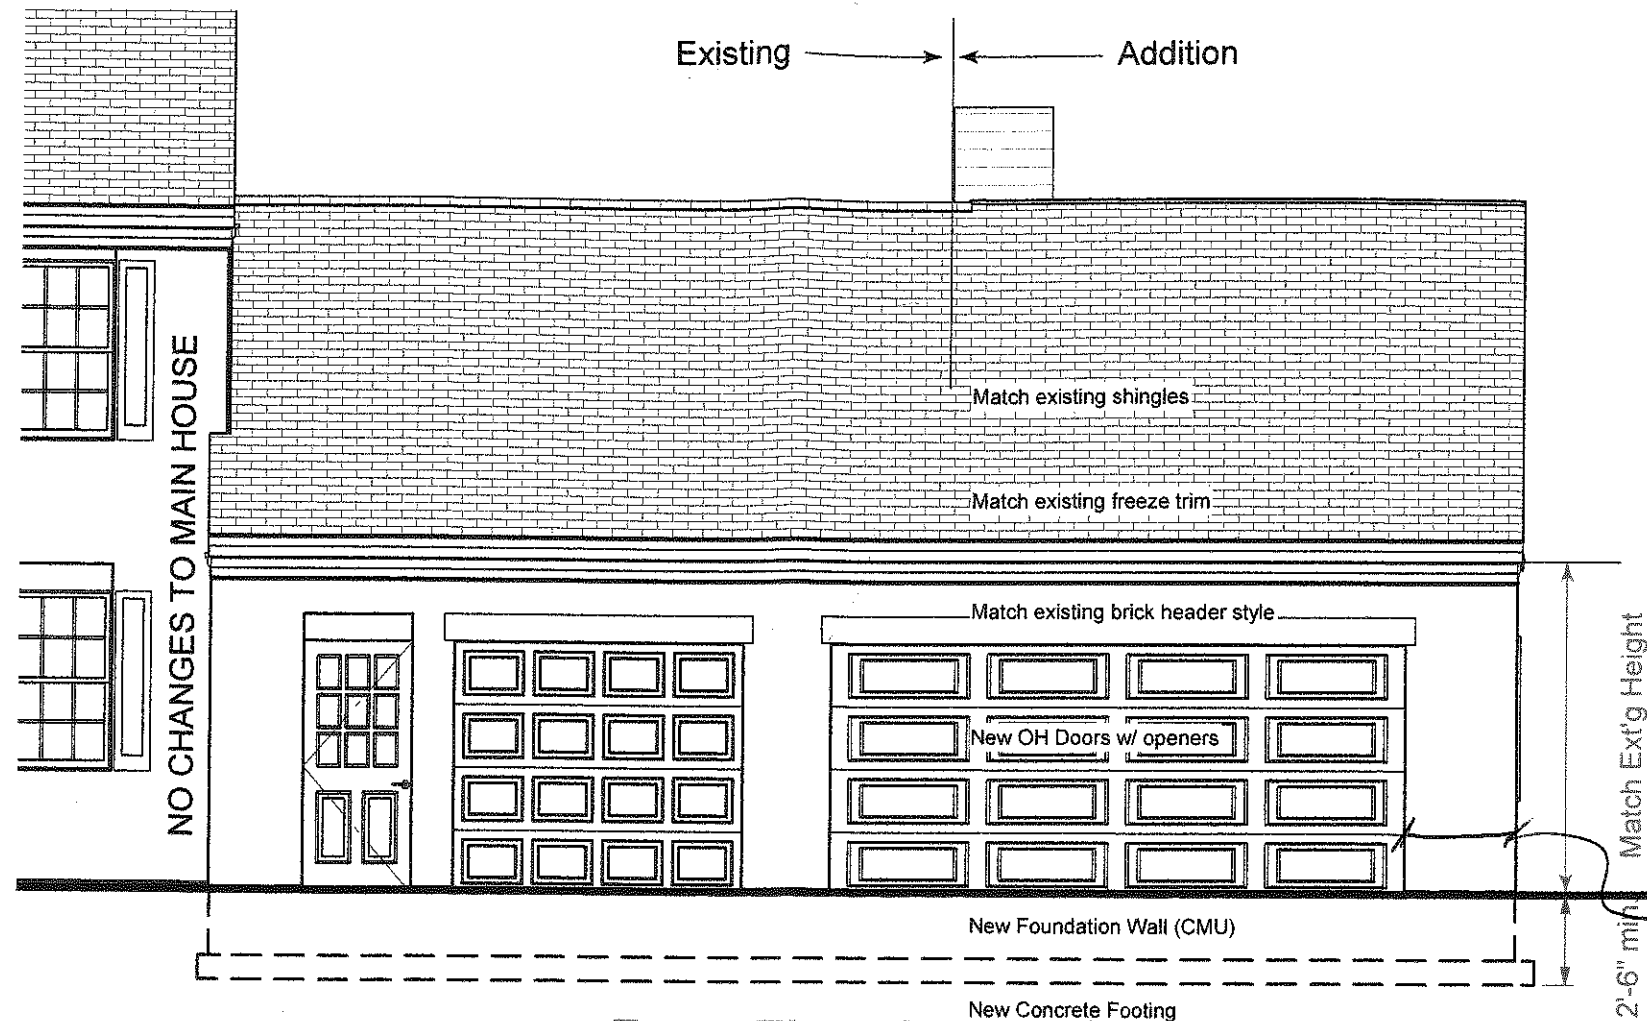 Existing
Addition
NO CHANGES TO MAIN HOUSE
Match existing shingles
Match existing freeze trim
Match existing brick header style
New OH Doors w/ openers
Match Ext'g Height
New Foundation Wall (CMU)
2'-6" min.
New Concrete Footing